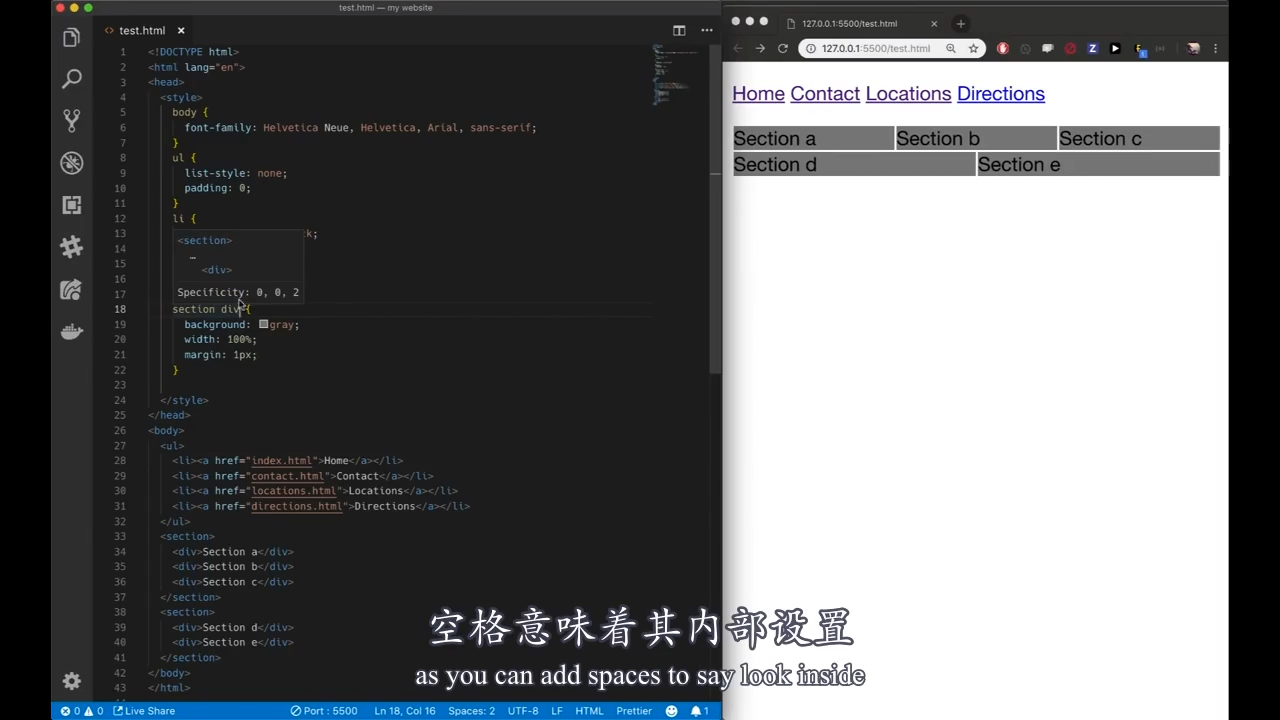 test.html — my website
test.html
127.0.0.1:5500/test.html
127.0.0.1:5500/test.html
1 <!DOCTYPE html>
2 <html lang="en">
3 <head>
4 <style>
5 body {
6 font-family: Helvetica Neue, Helvetica, Arial, sans-serif;
7 }
8 ul {
9 list-style: none;
10 padding: 0;
11 }
12 li {
13 k;
14
15
16
17
<section>
…
<div>
Specificity: 0, 0, 2
18 section div {
19 background: gray;
20 width: 100%;
21 margin: 1px;
22 }
23
24 </style>
25 </head>
26 <body>
27 <ul>
28 <li><a href="index.html">Home</a></li>
29 <li><a href="contact.html">Contact</a></li>
30 <li><a href="locations.html">Locations</a></li>
31 <li><a href="directions.html">Directions</a></li>
32 </ul>
33 <section>
34 <div>Section a</div>
35 <div>Section b</div>
36 <div>Section c</div>
37 </section>
38 <section>
39 <div>Section d</div>
40 <div>Section e</div>
41 </section>
42 </body>
43 </html>
Home Contact Locations Directions
Section a Section b Section c
Section d Section e
空格意味着其内部设置
as you can add spaces to say look inside
0 0 Live Share Port : 5500 Ln 18, Col 16 Spaces: 2 UTF-8 LF HTML Prettier 1